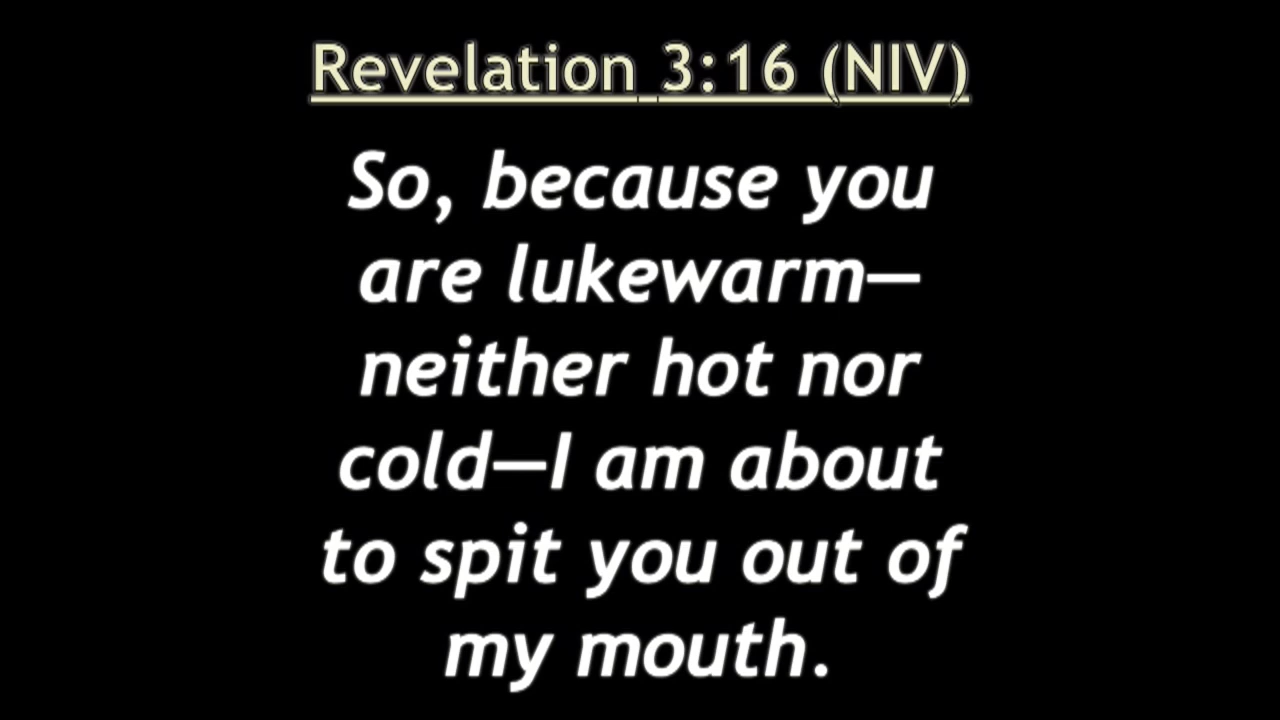 Revelation 3:16 (NIV)
So, because you
are lukewarm—
neither hot nor
cold—I am about
to spit you out of
my mouth.